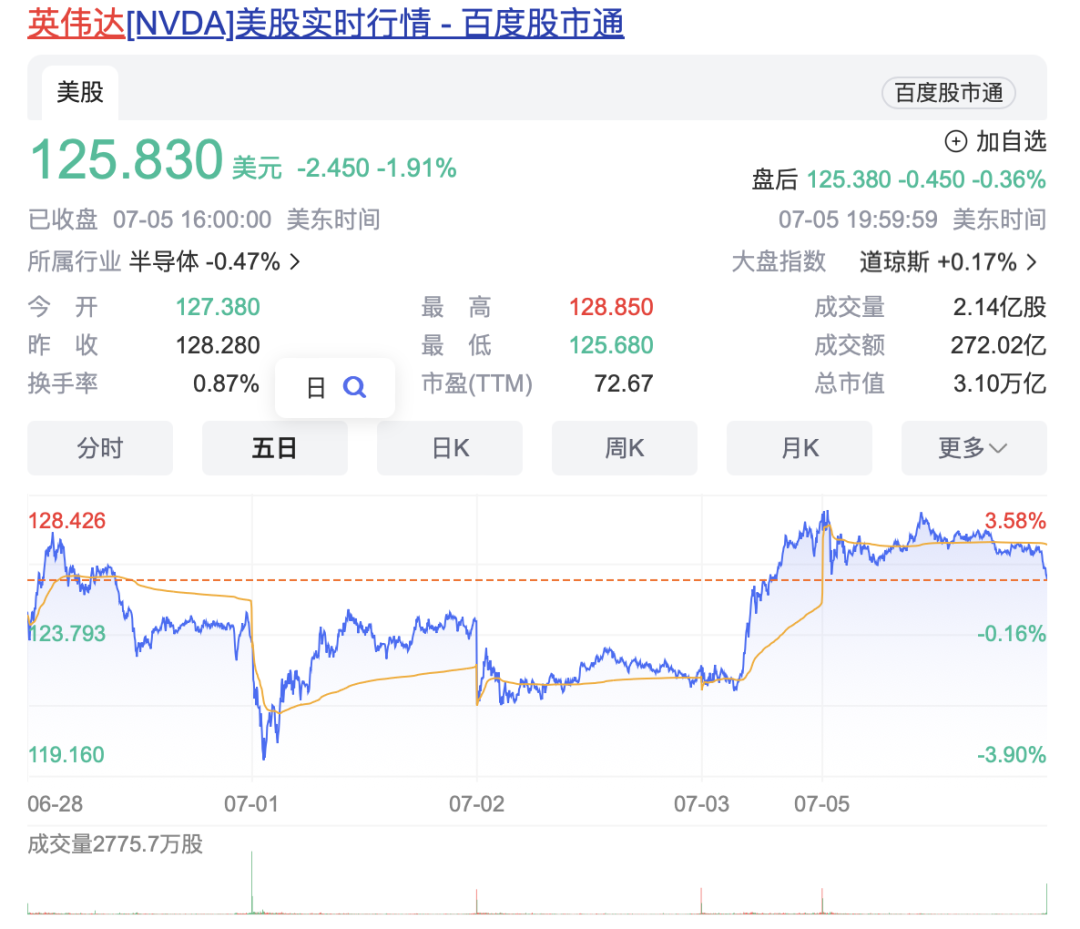 英伟达[NVDA]美股实时行情 - 百度股市通
美股 百度股市通
125.830 美元 -2.450 -1.91% 加自选
盘后 125.380 -0.450 -0.36%
已收盘 07-05 16:00:00 美东时间 07-05 19:59:59 美东时间
所属行业 半导体 -0.47% 大盘指数 道琼斯 +0.17%
今开 127.380 最高 128.850 成交量 2.14亿股
昨收 128.280 最低 125.680 成交额 272.02亿
换手率 0.87% 日 市盈(TTM) 72.67 总市值 3.10万亿
分时 五日 日K 周K 月K 更多
128.426 3.58%
123.793 -0.16%
119.160 -3.90%
06-28 07-01 07-02 07-03 07-05
成交量2775.7万股